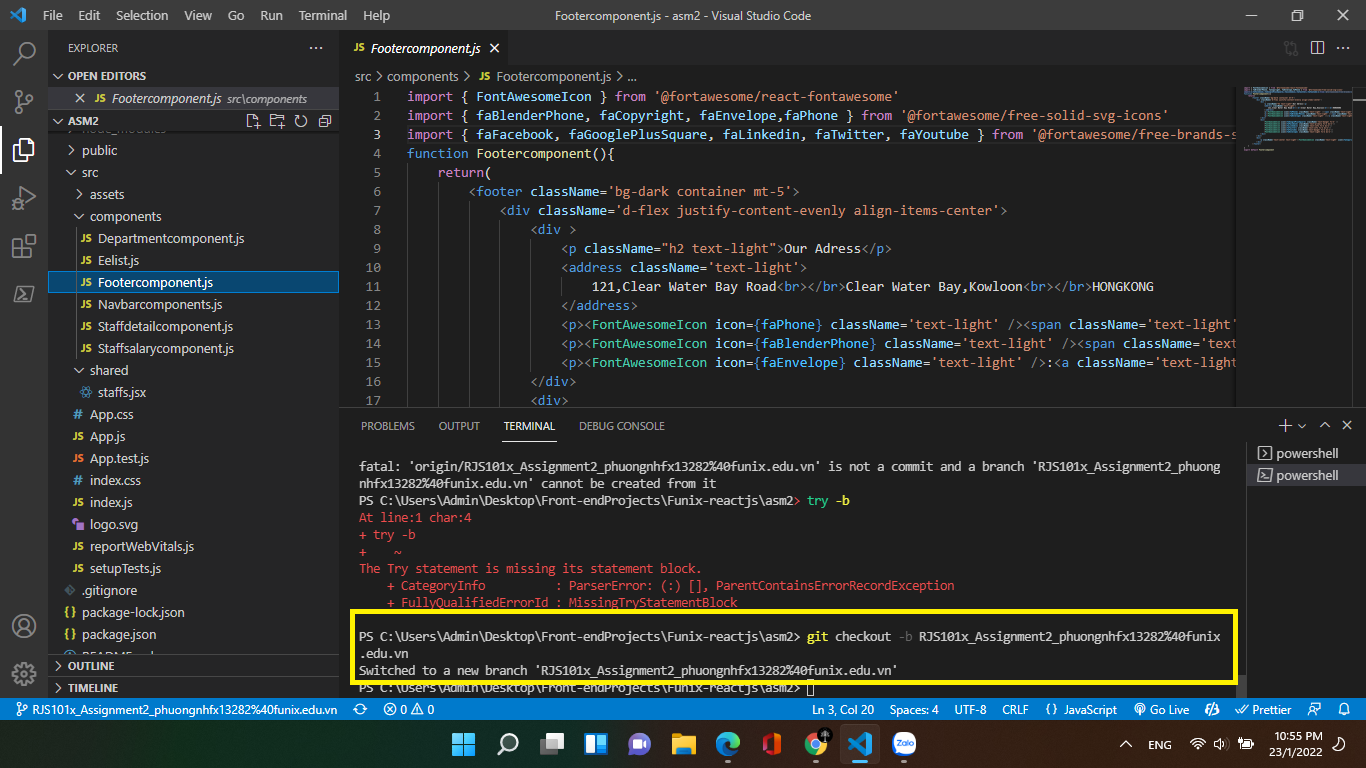 File Edit Selection View Go Run Terminal Help
Footercomponent.js - asm2 - Visual Studio Code
EXPLORER
OPEN EDITORS
JS Footercomponent.js src\components
ASM2
public
src
assets
components
JS Departmentcomponent.js
JS Eelist.js
JS Footercomponent.js
JS Navbarcomponents.js
JS Staffdetailcomponent.js
JS Staffsalarycomponent.js
shared
staffs.jsx
# App.css
JS App.js
JS App.test.js
# index.css
JS index.js
logo.svg
JS reportWebVitals.js
JS setupTests.js
.gitignore
{} package-lock.json
{} package.json
OUTLINE
TIMELINE
JS Footercomponent.js
src > components > JS Footercomponent.js > ...
1 import { FontAwesomeIcon } from '@fortawesome/react-fontawesome'
2 import { faBlenderPhone, faCopyright, faEnvelope,faPhone } from '@fortawesome/free-solid-svg-icons'
3 import { faFacebook, faGooglePlusSquare, faLinkedin, faTwitter, faYoutube } from '@fortawesome/free-brands-s
4 function Footercomponent(){
5 return(
6 <footer className='bg-dark container mt-5'>
7 <div className='d-flex justify-content-evenly align-items-center'>
8 <div >
9 <p className="h2 text-light">Our Adress</p>
10 <address className='text-light'>
11 121,Clear Water Bay Road<br></br>Clear Water Bay,Kowloon<br></br>HONGKONG
12 </address>
13 <p><FontAwesomeIcon icon={faPhone} className='text-light' /><span className='text-light'
14 <p><FontAwesomeIcon icon={faBlenderPhone} className='text-light' /><span className='text
15 <p><FontAwesomeIcon icon={faEnvelope} className='text-light' />:<a className='text-light
16 </div>
17 <div>
PROBLEMS OUTPUT TERMINAL DEBUG CONSOLE
fatal: 'origin/RJS101x_Assignment2_phuongnhfx13282%40funix.edu.vn' is not a commit and a branch 'RJS101x_Assignment2_phuong
nhfx13282%40funix.edu.vn' cannot be created from it
PS C:\Users\Admin\Desktop\Front-endProjects\Funix-reactjs\asm2> try -b
At line:1 char:4
+ try -b
+    ~
The Try statement is missing its statement block.
+ CategoryInfo          : ParserError: (:) [], ParentContainsErrorRecordException
+ FullyQualifiedErrorId : MissingTryStatementBlock
PS C:\Users\Admin\Desktop\Front-endProjects\Funix-reactjs\asm2> git checkout -b RJS101x_Assignment2_phuongnhfx13282%40funix
.edu.vn
Switched to a new branch 'RJS101x_Assignment2_phuongnhfx13282%40funix.edu.vn'
PS C:\Users\Admin\Desktop\Front-endProjects\Funix-reactjs\asm2>
powershell
powershell
RJS101x_Assignment2_phuongnhfx13282%40funix.edu.vn 0 0 Ln 3, Col 20 Spaces: 4 UTF-8 CRLF {} JavaScript Go Live Prettier
Zalo
ENG
10:55 PM
23/1/2022